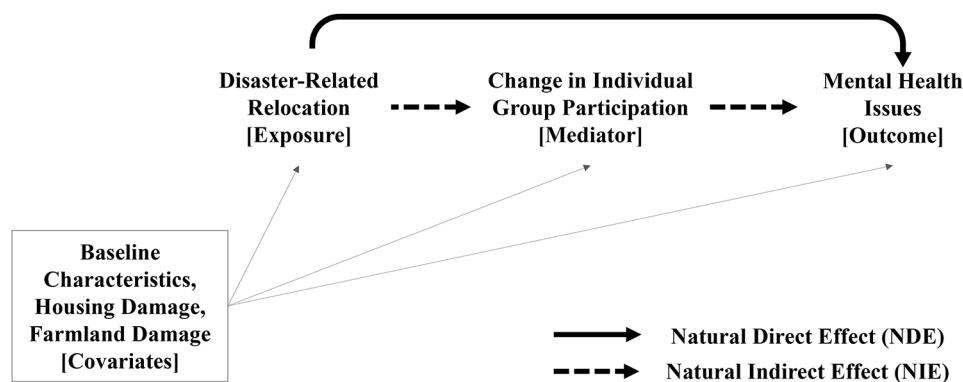 Disaster-Related
Relocation
[Exposure]
Change in Individual
Group Participation
[Mediator]
Mental Health
Issues
[Outcome]
Baseline
Characteristics,
Housing Damage,
Farmland Damage
[Covariates]
Natural Direct Effect (NDE)
Natural Indirect Effect (NIE)